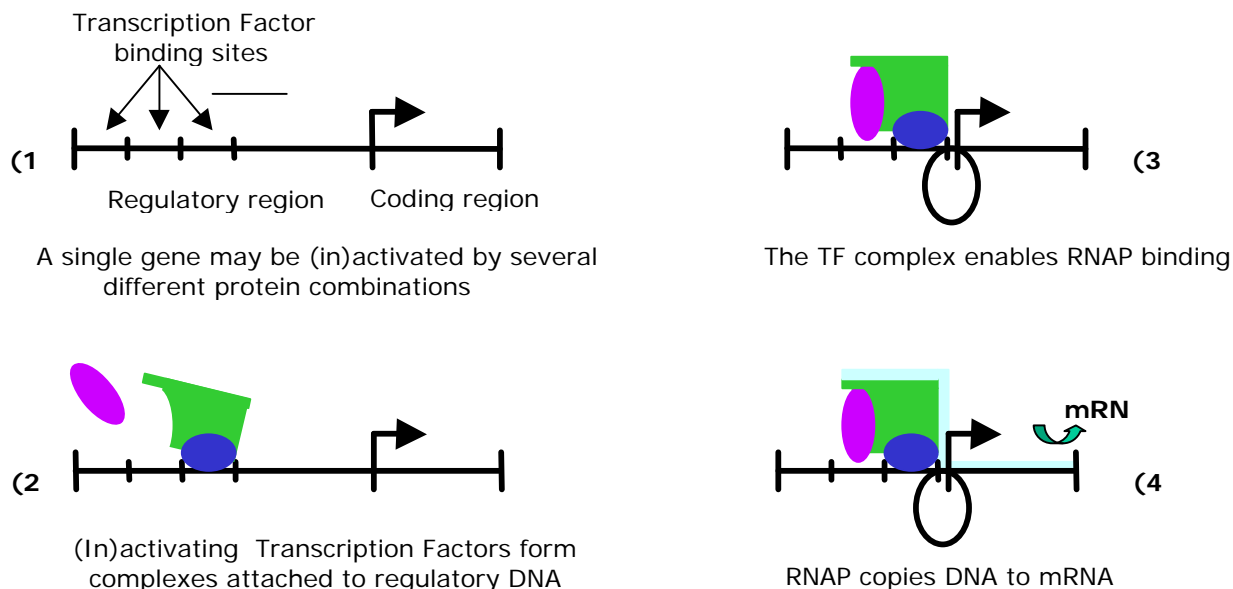 Transcription Factor
binding sites
(1
Regulatory region
Coding region
A single gene may be (in)activated by several
different protein combinations
(2
(In)activating Transcription Factors form
complexes attached to regulatory DNA
(3
The TF complex enables RNAP binding
mRN
(4
RNAP copies DNA to mRNA